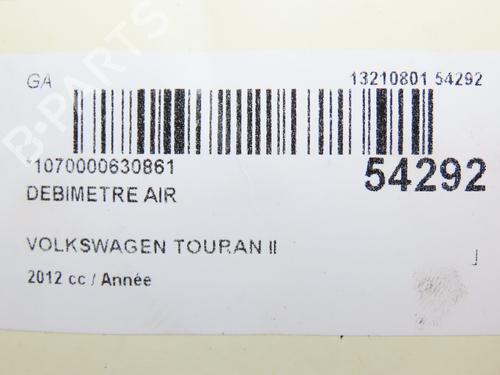 GA 13210801 54292
*1070000630861 54292
DEBIMETRE AIR
VOLKSWAGEN TOURAN II
2012 cc / Année
B-PARTS